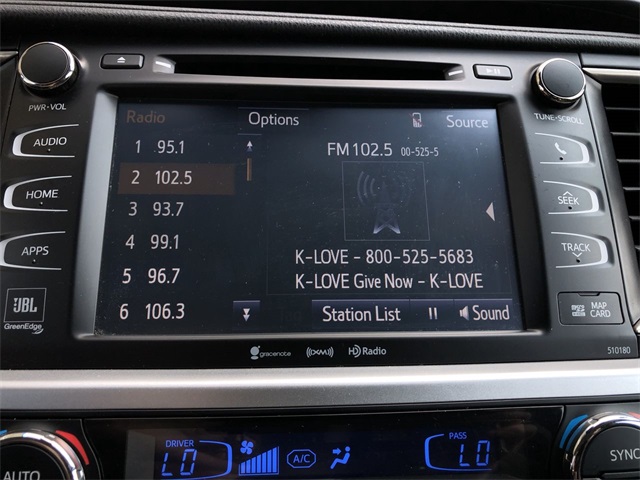 PWR·VOL
TUNE·SCROLL
Radio
Options
Source
AUDIO
HOME
APPS
JBL
GreenEdge
1 95.1
2 102.5
3 93.7
4 99.1
5 96.7
6 106.3
FM 102.5 00-525-5
K-LOVE - 800-525-5683
K-LOVE Give Now - K-LOVE
Station List
Sound
SEEK
TRACK
MAP
CARD
510180
gracenote
((XM))
HD Radio
AUTO
DRIVER
LO
A/C
PASS
LO
SYNC